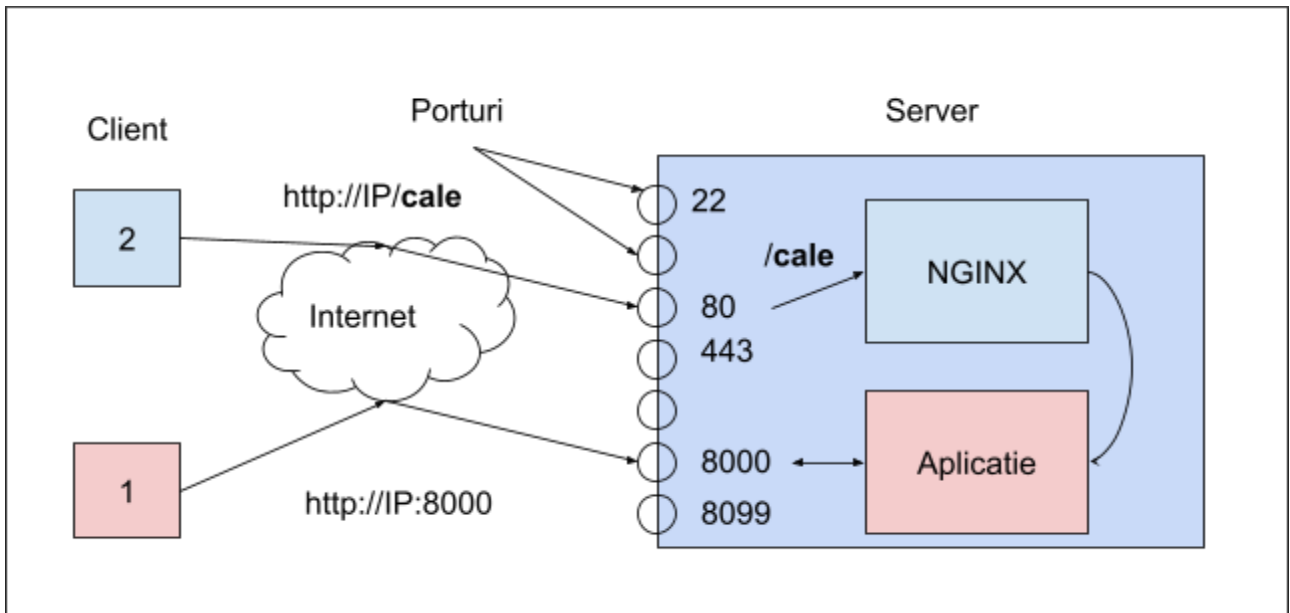 Client
Porturi
Server
http://IP/cale
22
2
/cale
NGINX
Internet
80
443
1
8000
Aplicatie
http://IP:8000
8099